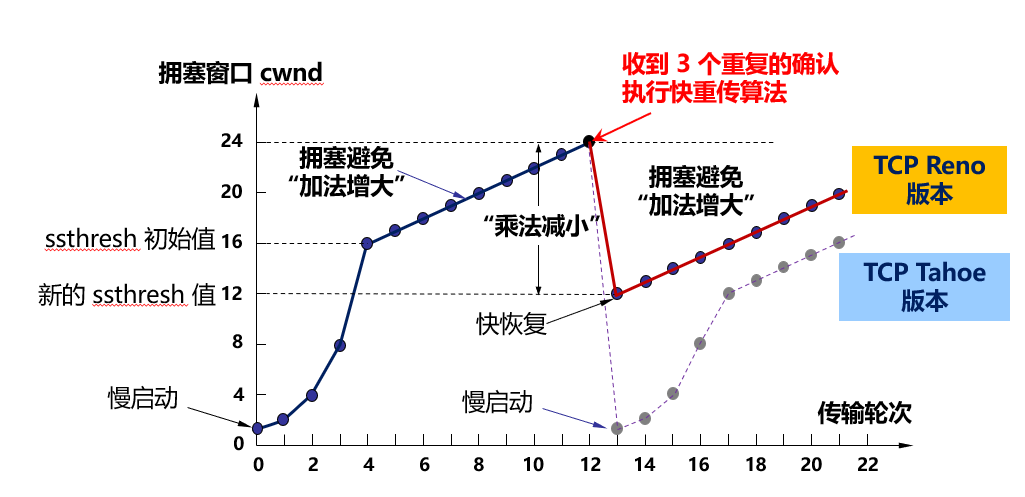 收到 3 个重复的确认
执行快重传算法
拥塞窗口 cwnd
24
拥塞避免
“加法增大”
拥塞避免
“加法增大”
TCP Reno
版本
20
“乘法减小”
ssthresh 初始值
16
TCP Tahoe
版本
新的 ssthresh 值
12
快恢复
8
慢启动
4
慢启动
传输轮次
0
0 2 4 6 8 10 12 14 16 18 20 22